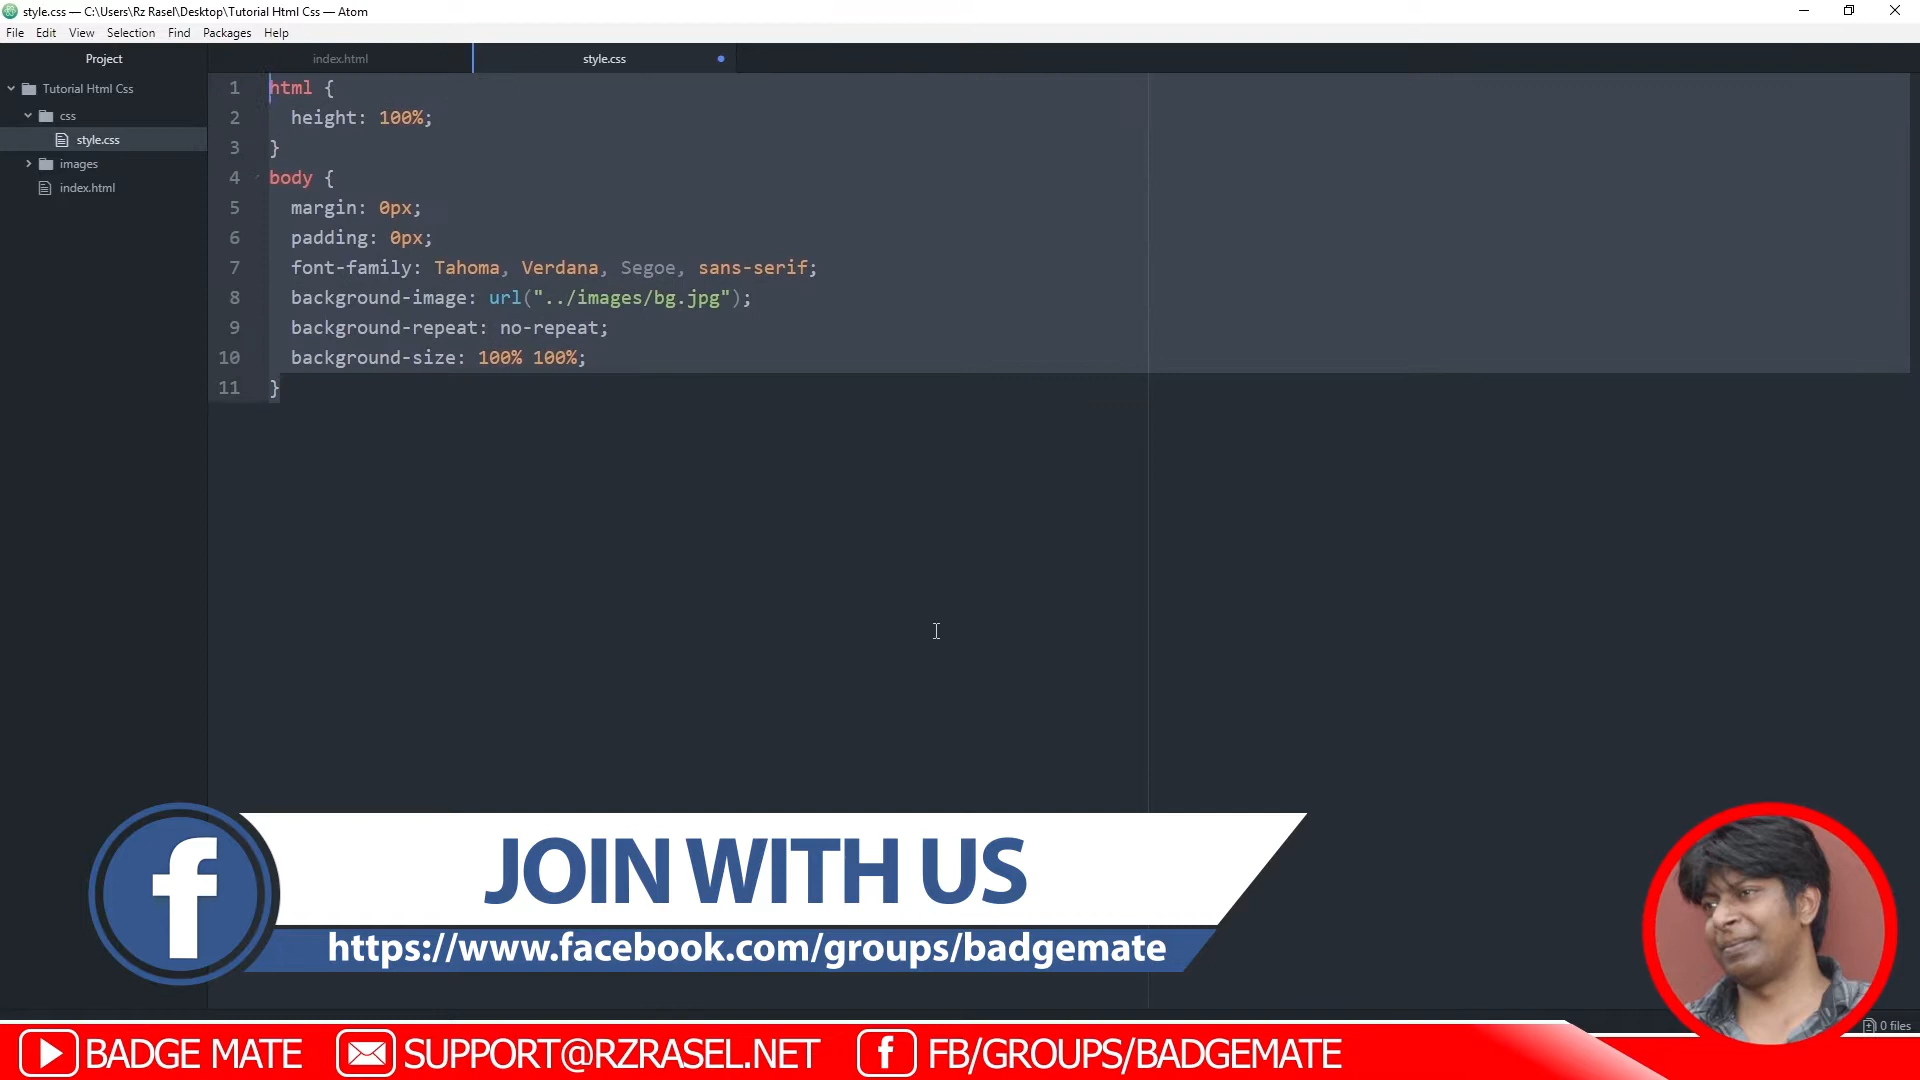 style.css — C:\Users\Rz Rasel\Desktop\Tutorial Html Css — Atom
File Edit View Selection Find Packages Help
Project
index.html
style.css
Tutorial Html Css
css
style.css
images
index.html
1 html {
2 height: 100%;
3 }
4 body {
5 margin: 0px;
6 padding: 0px;
7 font-family: Tahoma, Verdana, Segoe, sans-serif;
8 background-image: url("../images/bg.jpg");
9 background-repeat: no-repeat;
10 background-size: 100% 100%;
11 }
JOIN WITH US
https://www.facebook.com/groups/badgemate
0 files
BADGE MATE SUPPORT@RZRASEL.NET FB/GROUPS/BADGEMATE